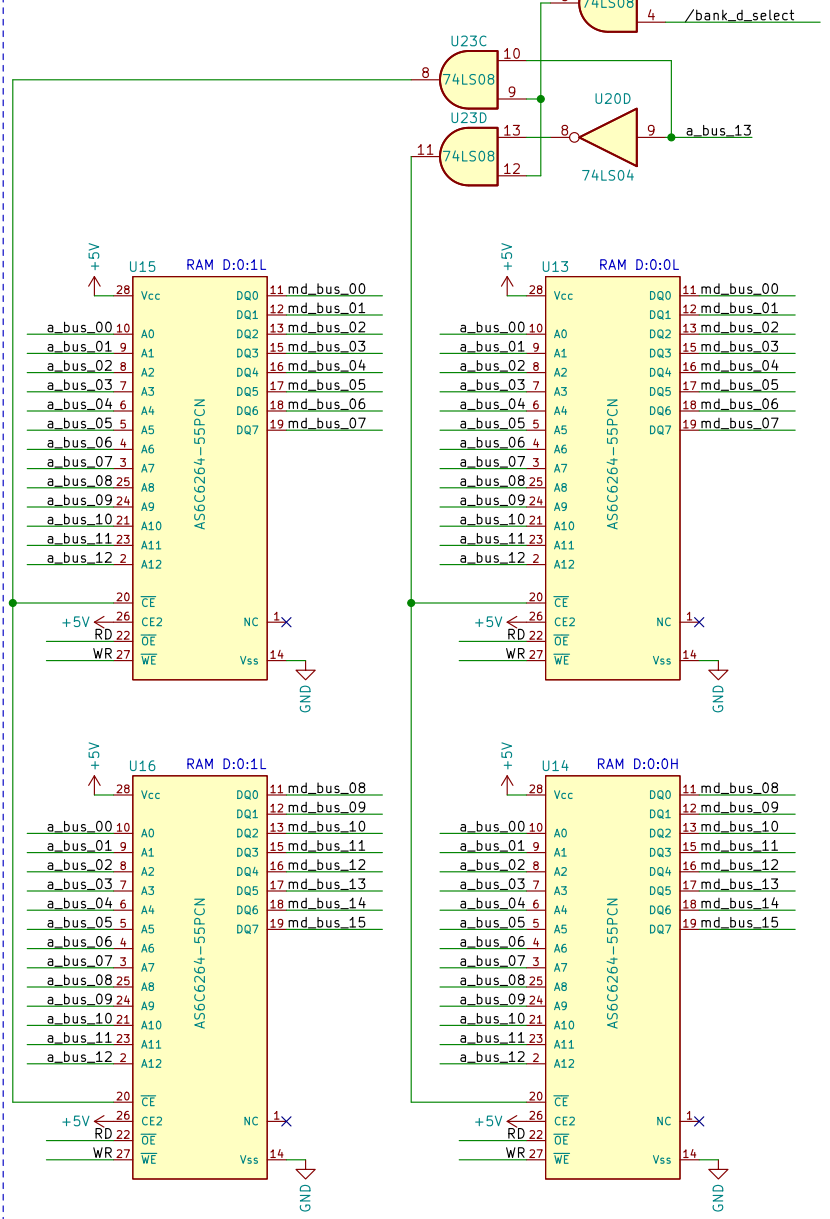 74LS08
4 /bank_d_select
U23C
8 74LS08 10
9
U23D
11 74LS08 13
12
U20D
8 9 a_bus_13
74LS04
+5V
U15 RAM D:0:1L
28 Vcc DQ0 11 md_bus_00
DQ1 12 md_bus_01
a_bus_00 10 A0 DQ2 13 md_bus_02
a_bus_01 9 A1 DQ3 15 md_bus_03
a_bus_02 8 A2 DQ4 16 md_bus_04
a_bus_03 7 A3 DQ5 17 md_bus_05
a_bus_04 6 A4 DQ6 18 md_bus_06
a_bus_05 5 A5 DQ7 19 md_bus_07
a_bus_06 4 A6
a_bus_07 3 A7
a_bus_08 25 A8
a_bus_09 24 A9
a_bus_10 21 A10
a_bus_11 23 A11
a_bus_12 2 A12
AS6C6264-55PCN
20 CE
+5V 26 CE2 NC 1
RD 22 OE
WR 27 WE Vss 14
GND
+5V
U13 RAM D:0:0L
28 Vcc DQ0 11 md_bus_00
DQ1 12 md_bus_01
a_bus_00 10 A0 DQ2 13 md_bus_02
a_bus_01 9 A1 DQ3 15 md_bus_03
a_bus_02 8 A2 DQ4 16 md_bus_04
a_bus_03 7 A3 DQ5 17 md_bus_05
a_bus_04 6 A4 DQ6 18 md_bus_06
a_bus_05 5 A5 DQ7 19 md_bus_07
a_bus_06 4 A6
a_bus_07 3 A7
a_bus_08 25 A8
a_bus_09 24 A9
a_bus_10 21 A10
a_bus_11 23 A11
a_bus_12 2 A12
AS6C6264-55PCN
20 CE
+5V 26 CE2 NC 1
RD 22 OE
WR 27 WE Vss 14
GND
+5V
U16 RAM D:0:1L
28 Vcc DQ0 11 md_bus_08
DQ1 12 md_bus_09
a_bus_00 10 A0 DQ2 13 md_bus_10
a_bus_01 9 A1 DQ3 15 md_bus_11
a_bus_02 8 A2 DQ4 16 md_bus_12
a_bus_03 7 A3 DQ5 17 md_bus_13
a_bus_04 6 A4 DQ6 18 md_bus_14
a_bus_05 5 A5 DQ7 19 md_bus_15
a_bus_06 4 A6
a_bus_07 3 A7
a_bus_08 25 A8
a_bus_09 24 A9
a_bus_10 21 A10
a_bus_11 23 A11
a_bus_12 2 A12
AS6C6264-55PCN
20 CE
+5V 26 CE2 NC 1
RD 22 OE
WR 27 WE Vss 14
GND
+5V
U14 RAM D:0:0H
28 Vcc DQ0 11 md_bus_08
DQ1 12 md_bus_09
a_bus_00 10 A0 DQ2 13 md_bus_10
a_bus_01 9 A1 DQ3 15 md_bus_11
a_bus_02 8 A2 DQ4 16 md_bus_12
a_bus_03 7 A3 DQ5 17 md_bus_13
a_bus_04 6 A4 DQ6 18 md_bus_14
a_bus_05 5 A5 DQ7 19 md_bus_15
a_bus_06 4 A6
a_bus_07 3 A7
a_bus_08 25 A8
a_bus_09 24 A9
a_bus_10 21 A10
a_bus_11 23 A11
a_bus_12 2 A12
AS6C6264-55PCN
20 CE
+5V 26 CE2 NC 1
RD 22 OE
WR 27 WE Vss 14
GND